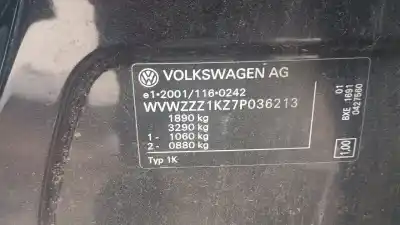 VOLKSWAGEN AG
e1*2001/116*0242
WVWZZZ1KZ7P036213
1890 kg
3290 kg
1- 1060 kg
2- 0880 kg
Typ 1K
01
BXE 1691
0427560
1,00